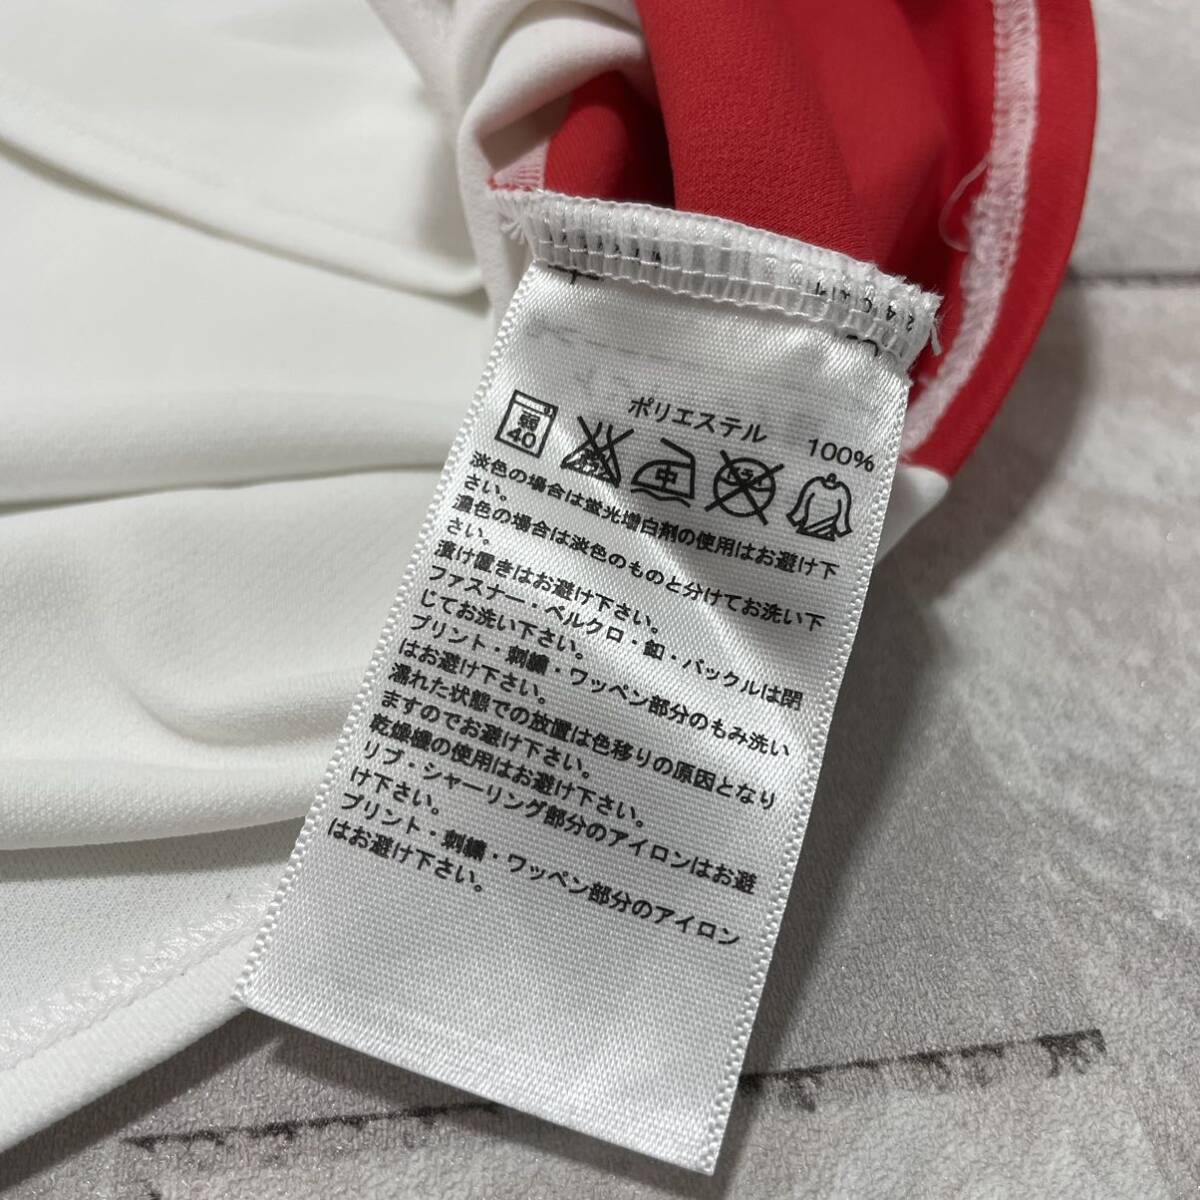 ポリエステル 100%
弱
40
エンソ
サラシ
中
ドライ
淡色の場合は蛍光増白剤の使用はお避け下
さい。
濃色の場合は淡色のものと分けてお洗い下
さい。
漬け置きはお避け下さい。
ファスナー・ベルクロ・釦・バックルは閉
じてお洗い下さい。
プリント・刺繍・ワッペン部分のもみ洗い
はお避け下さい。
濡れた状態での放置は色移りの原因となり
ますのでお避け下さい。
乾燥機の使用はお避け下さい。
リブ・シャーリング部分のアイロンはお避
け下さい。
プリント・刺繍・ワッペン部分のアイロン
はお避け下さい。